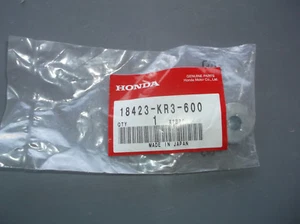 HONDA
GENUINE PARTS
Honda Motor Co., Ltd.
18423-KR3-600
QTY.
1
MADE IN JAPAN